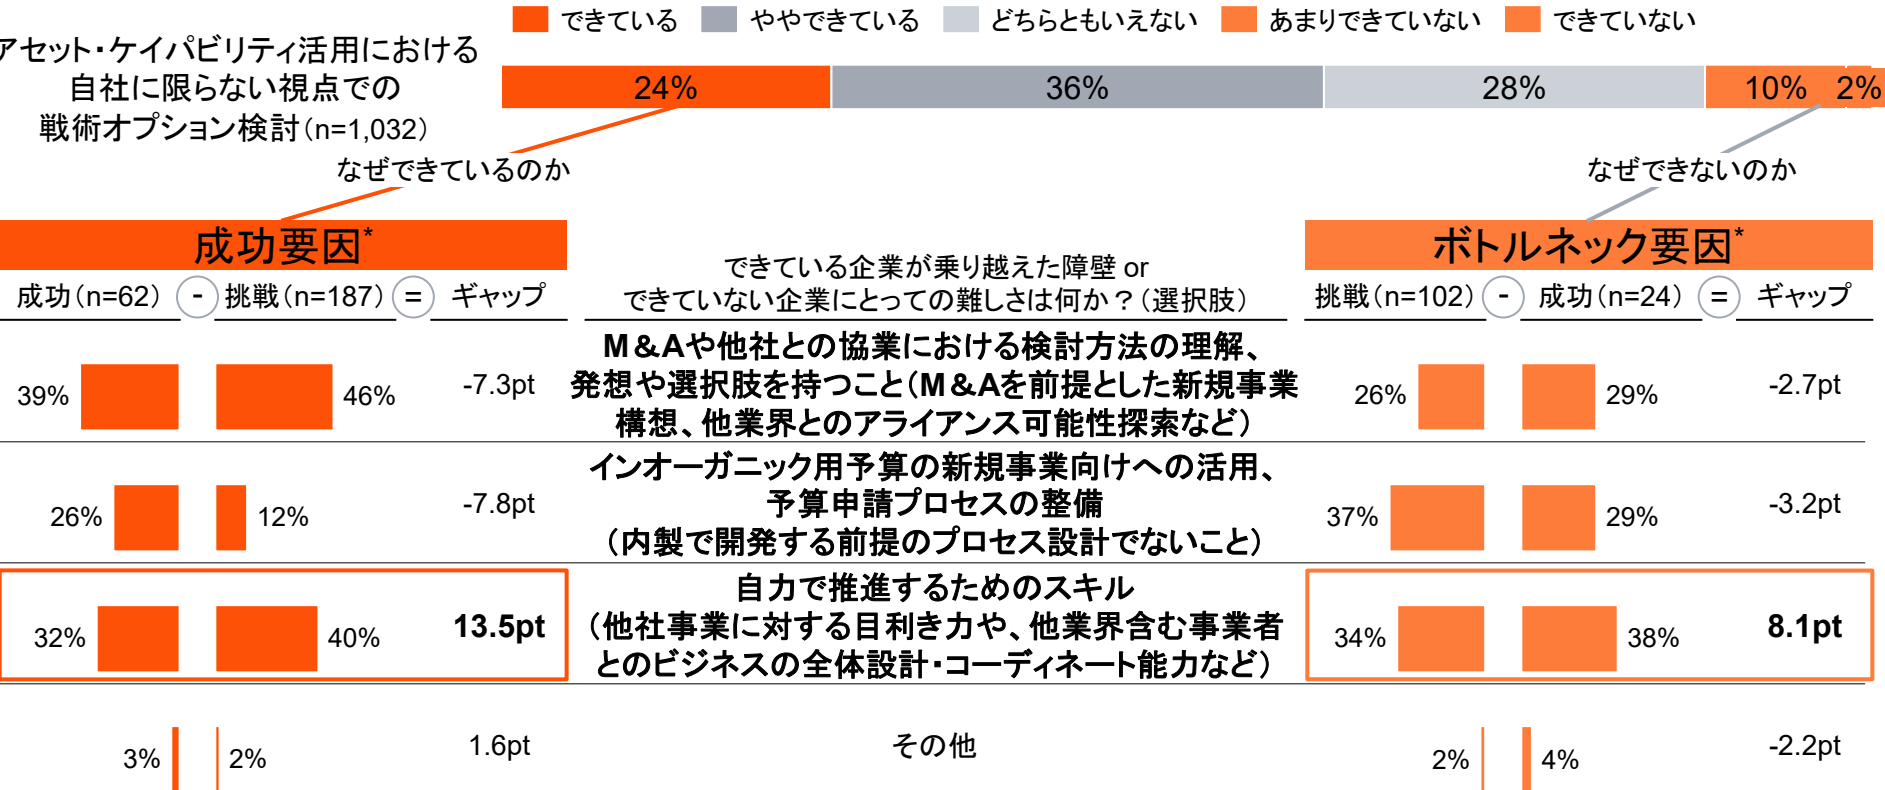 できている ややできている どちらともいえない あまりできていない できていない
アセット・ケイパビリティ活用における
自社に限らない視点での
戦術オプション検討（n=1,032）
24% 36% 28% 10% 2%
なぜできているのか
なぜできないのか
成功要因*
ボトルネック要因*
できている企業が乗り越えた障壁 or
できていない企業にとっての難しさは何か？（選択肢）
成功（n=62） - 挑戦（n=187） = ギャップ
挑戦（n=102） - 成功（n=24） = ギャップ
39% 46% -7.3pt
M&Aや他社との協業における検討方法の理解、
発想や選択肢を持つこと（M&Aを前提とした新規事業
構想、他業界とのアライアンス可能性探索など）
26% 29% -2.7pt
26% 12% -7.8pt
インオーガニック用予算の新規事業向けへの活用、
予算申請プロセスの整備
（内製で開発する前提のプロセス設計でないこと）
37% 29% -3.2pt
32% 40% 13.5pt
自力で推進するためのスキル
（他社事業に対する目利き力や、他業界含む事業者
とのビジネスの全体設計・コーディネート能力など）
34% 38% 8.1pt
3% 2% 1.6pt
その他
2% 4% -2.2pt